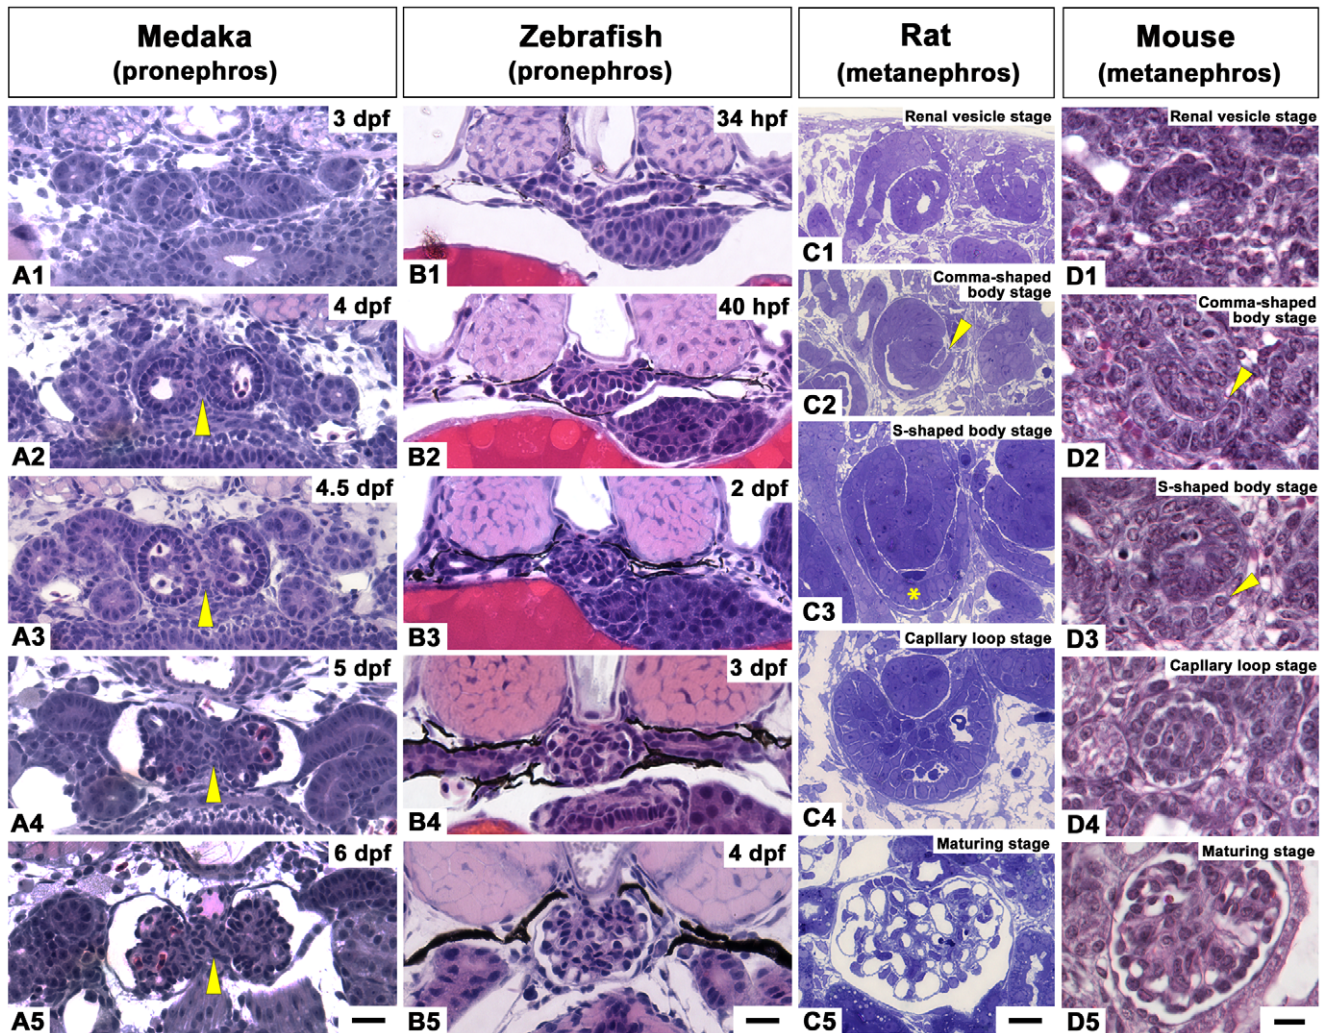 Medaka
(pronephros)
Zebrafish
(pronephros)
Rat
(metanephros)
Mouse
(metanephros)
3 dpf
A1
34 hpf
B1
Renal vesicle stage
C1
Renal vesicle stage
D1
4 dpf
A2
40 hpf
B2
Comma-shaped
body stage
C2
Comma-shaped
body stage
D2
4.5 dpf
A3
2 dpf
B3
S-shaped body stage
*
C3
S-shaped body stage
D3
5 dpf
A4
3 dpf
B4
Capllary loop stage
C4
Capllary loop stage
D4
6 dpf
A5
4 dpf
B5
Maturing stage
C5
Maturing stage
D5